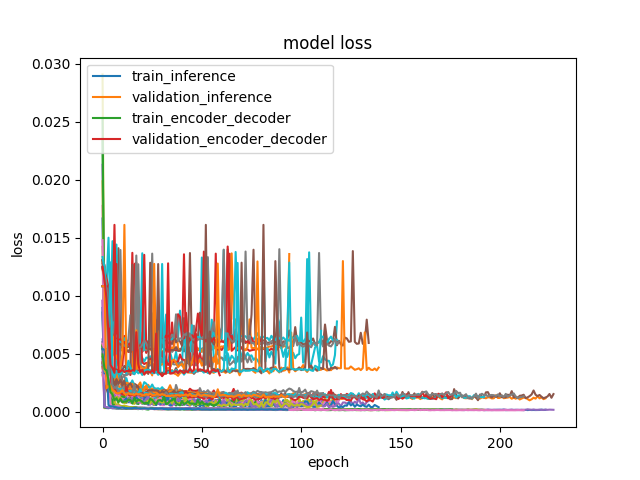 model loss
train_inference
validation_inference
train_encoder_decoder
validation_encoder_decoder
0.030
0.025
0.020
0.015
0.010
0.005
0.000
loss
0
50
100
150
200
epoch